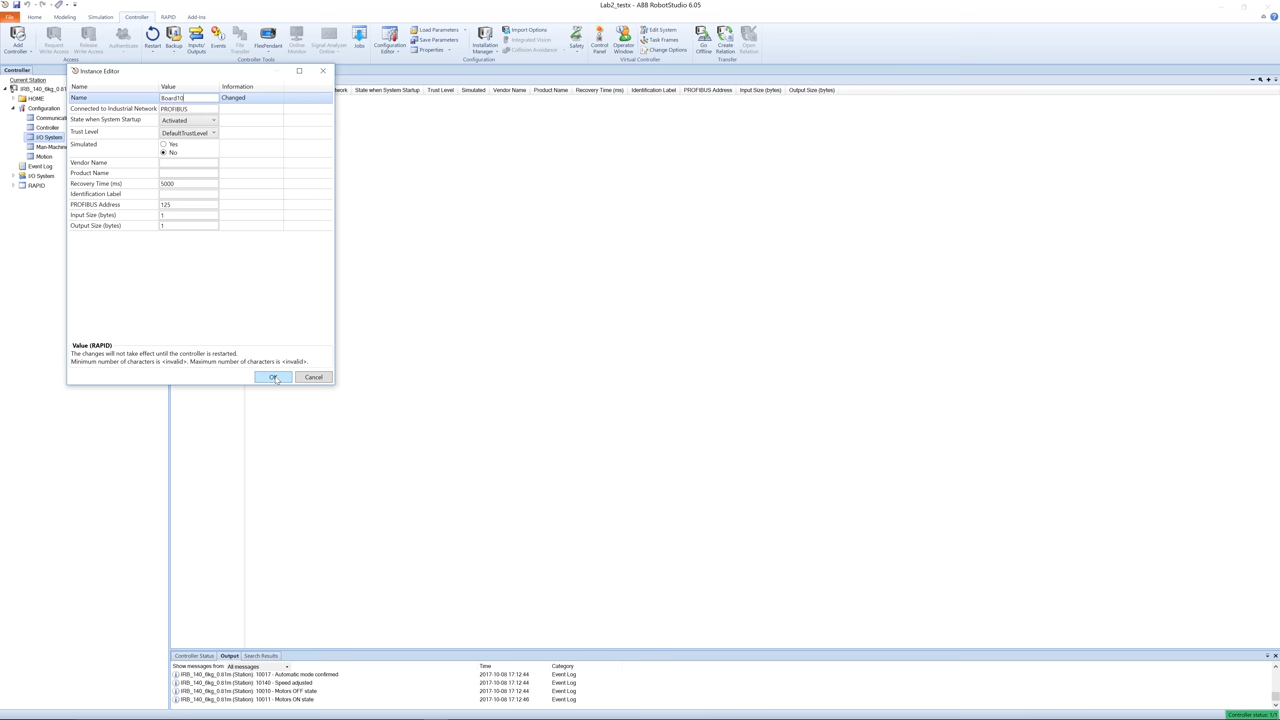 Lab2_testx - ABB RobotStudio 6.05
File Home Modeling Simulation Controller RAPID Add-Ins
Add Controller
Request Write Access
Release Write Access
Authenticate
Restart
Backup
Inputs/ Outputs
Events
File Transfer
FlexPendant
Online Monitor
Signal Analyzer Online
Jobs
Configuration Editor
Load Parameters
Save Parameters
Properties
Installation Manager
Import Options
Integrated Vision
Collision Avoidance
Safety
Control Panel
Operator Window
Edit System
Task Frames
Change Options
Go Offline
Create Relation
Open Relation
Access Controller Tools Configuration Virtual Controller Transfer
Controller
Current Station
IRB_140_6kg_0.81
HOME
Configuration
Communicati
Controller
I/O System
Man-Machine
Motion
Event Log
I/O System
RAPID
Instance Editor
Name Value Information
Name Board10 Changed
Connected to Industrial Network PROFIBUS
State when System Startup Activated
Trust Level DefaultTrustLevel
Simulated Yes
No
Vendor Name
Product Name
Recovery Time (ms) 5000
Identification Label
PROFIBUS Address 125
Input Size (bytes) 1
Output Size (bytes) 1
Value (RAPID)
The changes will not take effect until the controller is restarted.
Minimum number of characters is <invalid>. Maximum number of characters is <invalid>.
OK Cancel
work State when System Startup Trust Level Simulated Vendor Name Product Name Recovery Time (ms) Identification Label PROFIBUS Address Input Size (bytes) Output Size (bytes)
Controller Status Output Search Results
Show messages from All messages Time Category
IRB_140_6kg_0.81m (Station): 10017 - Automatic mode confirmed 2017-10-08 17:12:44 Event Log
IRB_140_6kg_0.81m (Station): 10140 - Speed adjusted 2017-10-08 17:12:44 Event Log
IRB_140_6kg_0.81m (Station): 10010 - Motors OFF state 2017-10-08 17:12:44 Event Log
IRB_140_6kg_0.81m (Station): 10011 - Motors ON state 2017-10-08 17:12:46 Event Log
Controller status: 1/1